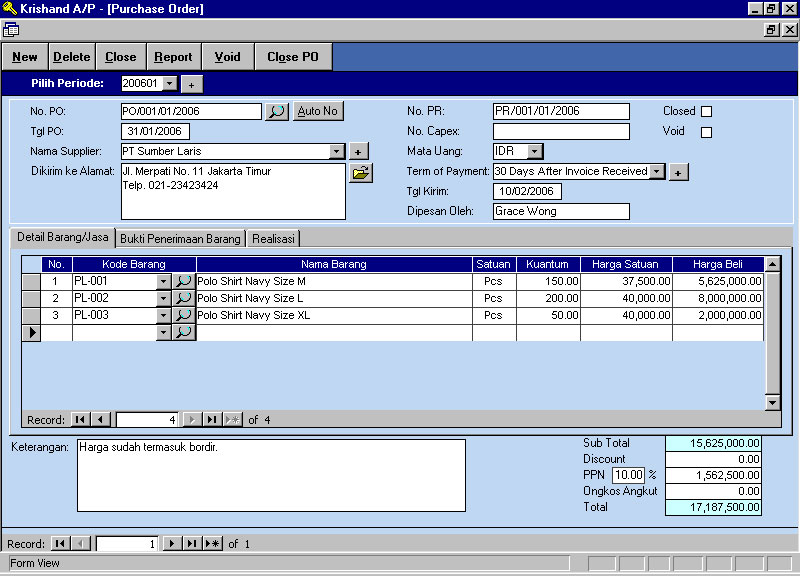 Krishand A/P - [Purchase Order]
New Delete Close Report Void Close PO
Pilih Periode: 200601 +
No. PO: PO/001/01/2006 Auto No No. PR: PR/001/01/2006 Closed
Tgl PO: 31/01/2006 No. Capex: Void
Nama Supplier: PT Sumber Laris + Mata Uang: IDR
Dikirim ke Alamat: Jl. Merpati No. 11 Jakarta Timur Term of Payment: 30 Days After Invoice Received +
Telp. 021-23423424 Tgl Kirim: 10/02/2006
Dipesan Oleh: Grace Wong
Detail Barang/Jasa Bukti Penerimaan Barang Realisasi
No. Kode Barang Nama Barang Satuan Kuantum Harga Satuan Harga Beli
1 PL-001 Polo Shirt Navy Size M Pcs 150.00 37,500.00 5,625,000.00
2 PL-002 Polo Shirt Navy Size L Pcs 200.00 40,000.00 8,000,000.00
3 PL-003 Polo Shirt Navy Size XL Pcs 50.00 40,000.00 2,000,000.00
Record: 4 of 4
Keterangan: Harga sudah termasuk bordir. Sub Total 15,625,000.00
Discount 0.00
PPN 10.00 % 1,562,500.00
Ongkos Angkut 0.00
Total 17,187,500.00
Record: 1 of 1
Form View